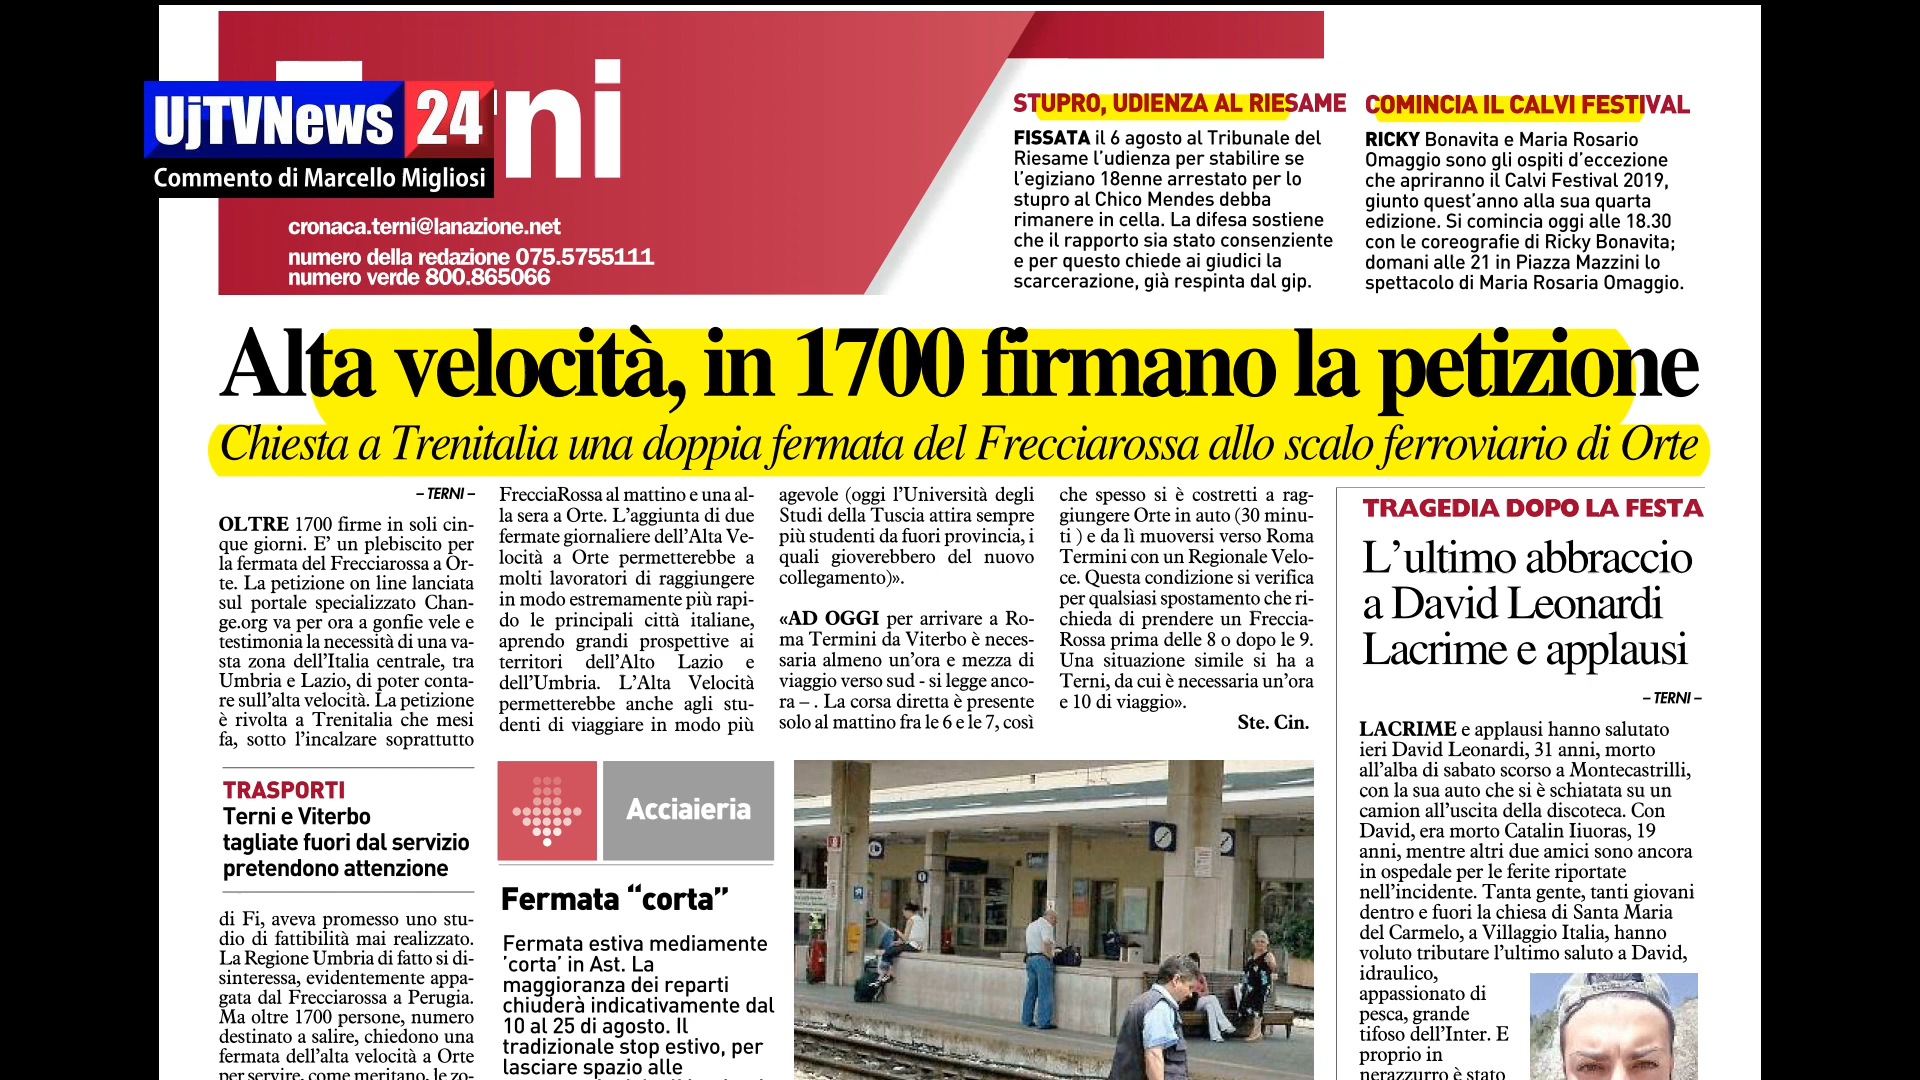 UjTVNews 24
Commento di Marcello Migliosi
ni
cronaca.terni@lanazione.net
numero della redazione 075.5755111
numero verde 800.865066
STUPRO, UDIENZA AL RIESAME
FISSATA il 6 agosto al Tribunale del
Riesame l'udienza per stabilire se
l'egiziano 18enne arrestato per lo
stupro al Chico Mendes debba
rimanere in cella. La difesa sostiene
che il rapporto sia stato consenziente
e per questo chiede ai giudici la
scarcerazione, già respinta dal gip.
COMINCIA IL CALVI FESTIVAL
RICKY Bonavita e Maria Rosario
Omaggio sono gli ospiti d'eccezione
che apriranno il Calvi Festival 2019,
giunto quest'anno alla sua quarta
edizione. Si comincia oggi alle 18.30
con le coreografie di Ricky Bonavita;
domani alle 21 in Piazza Mazzini lo
spettacolo di Maria Rosaria Omaggio.
Alta velocità, in 1700 firmano la petizione
Chiesta a Trenitalia una doppia fermata del Frecciarossa allo scalo ferroviario di Orte
– TERNI –
OLTRE 1700 firme in soli cin-
que giorni. E' un plebiscito per
la fermata del Frecciarossa a Or-
te. La petizione on line lanciata
sul portale specializzato Chan-
ge.org va per ora a gonfie vele e
testimonia la necessità di una va-
sta zona dell'Italia centrale, tra
Umbria e Lazio, di poter conta-
re sull'alta velocità. La petizione
è rivolta a Trenitalia che mesi
fa, sotto l'incalzare soprattutto
TRASPORTI
Terni e Viterbo
tagliate fuori dal servizio
pretendono attenzione
di Fi, aveva promesso uno stu-
dio di fattibilità mai realizzato.
La Regione Umbria di fatto si di-
sinteressa, evidentemente appa-
gata dal Frecciarossa a Perugia.
Ma oltre 1700 persone, numero
destinato a salire, chiedono una
fermata dell'alta velocità a Orte
per servire, come meritano, le zo-
FrecciaRossa al mattino e una al-
la sera a Orte. L'aggiunta di due
fermate giornaliere dell'Alta Ve-
locità a Orte permetterebbe a
molti lavoratori di raggiungere
in modo estremamente più rapi-
do le principali città italiane,
aprendo grandi prospettive ai
territori dell'Alto Lazio e
dell'Umbria. L'Alta Velocità
permetterebbe anche agli stu-
denti di viaggiare in modo più
agevole (oggi l'Università degli
Studi della Tuscia attira sempre
più studenti da fuori provincia, i
quali gioverebbero del nuovo
collegamento)».
«AD OGGI per arrivare a Ro-
ma Termini da Viterbo è neces-
saria almeno un'ora e mezza di
viaggio verso sud - si legge anco-
ra – . La corsa diretta è presente
solo al mattino fra le 6 e le 7, così
che spesso si è costretti a rag-
giungere Orte in auto (30 minu-
ti ) e da lì muoversi verso Roma
Termini con un Regionale Velo-
ce. Questa condizione si verifica
per qualsiasi spostamento che ri-
chieda di prendere un Freccia-
Rossa prima delle 8 o dopo le 9.
Una situazione simile si ha a
Terni, da cui è necessaria un'ora
e 10 di viaggio».
Ste. Cin.
Acciaieria
Fermata “corta”
Fermata estiva mediamente
'corta' in Ast. La
maggioranza dei reparti
chiuderà indicativamente dal
10 al 25 di agosto. Il
tradizionale stop estivo, per
lasciare spazio alle
TRAGEDIA DOPO LA FESTA
L'ultimo abbraccio
a David Leonardi
Lacrime e applausi
– TERNI –
LACRIME e applausi hanno salutato
ieri David Leonardi, 31 anni, morto
all'alba di sabato scorso a Montecastrilli,
con la sua auto che si è schiatata su un
camion all'uscita della discoteca. Con
David, era morto Catalin Iiuoras, 19
anni, mentre altri due amici sono ancora
in ospedale per le ferite riportate
nell'incidente. Tanta gente, tanti giovani
dentro e fuori la chiesa di Santa Maria
del Carmelo, a Villaggio Italia, hanno
voluto tributare l'ultimo saluto a David,
idraulico,
appassionato di
pesca, grande
tifoso dell'Inter. E
proprio in
nerazzurro è stato